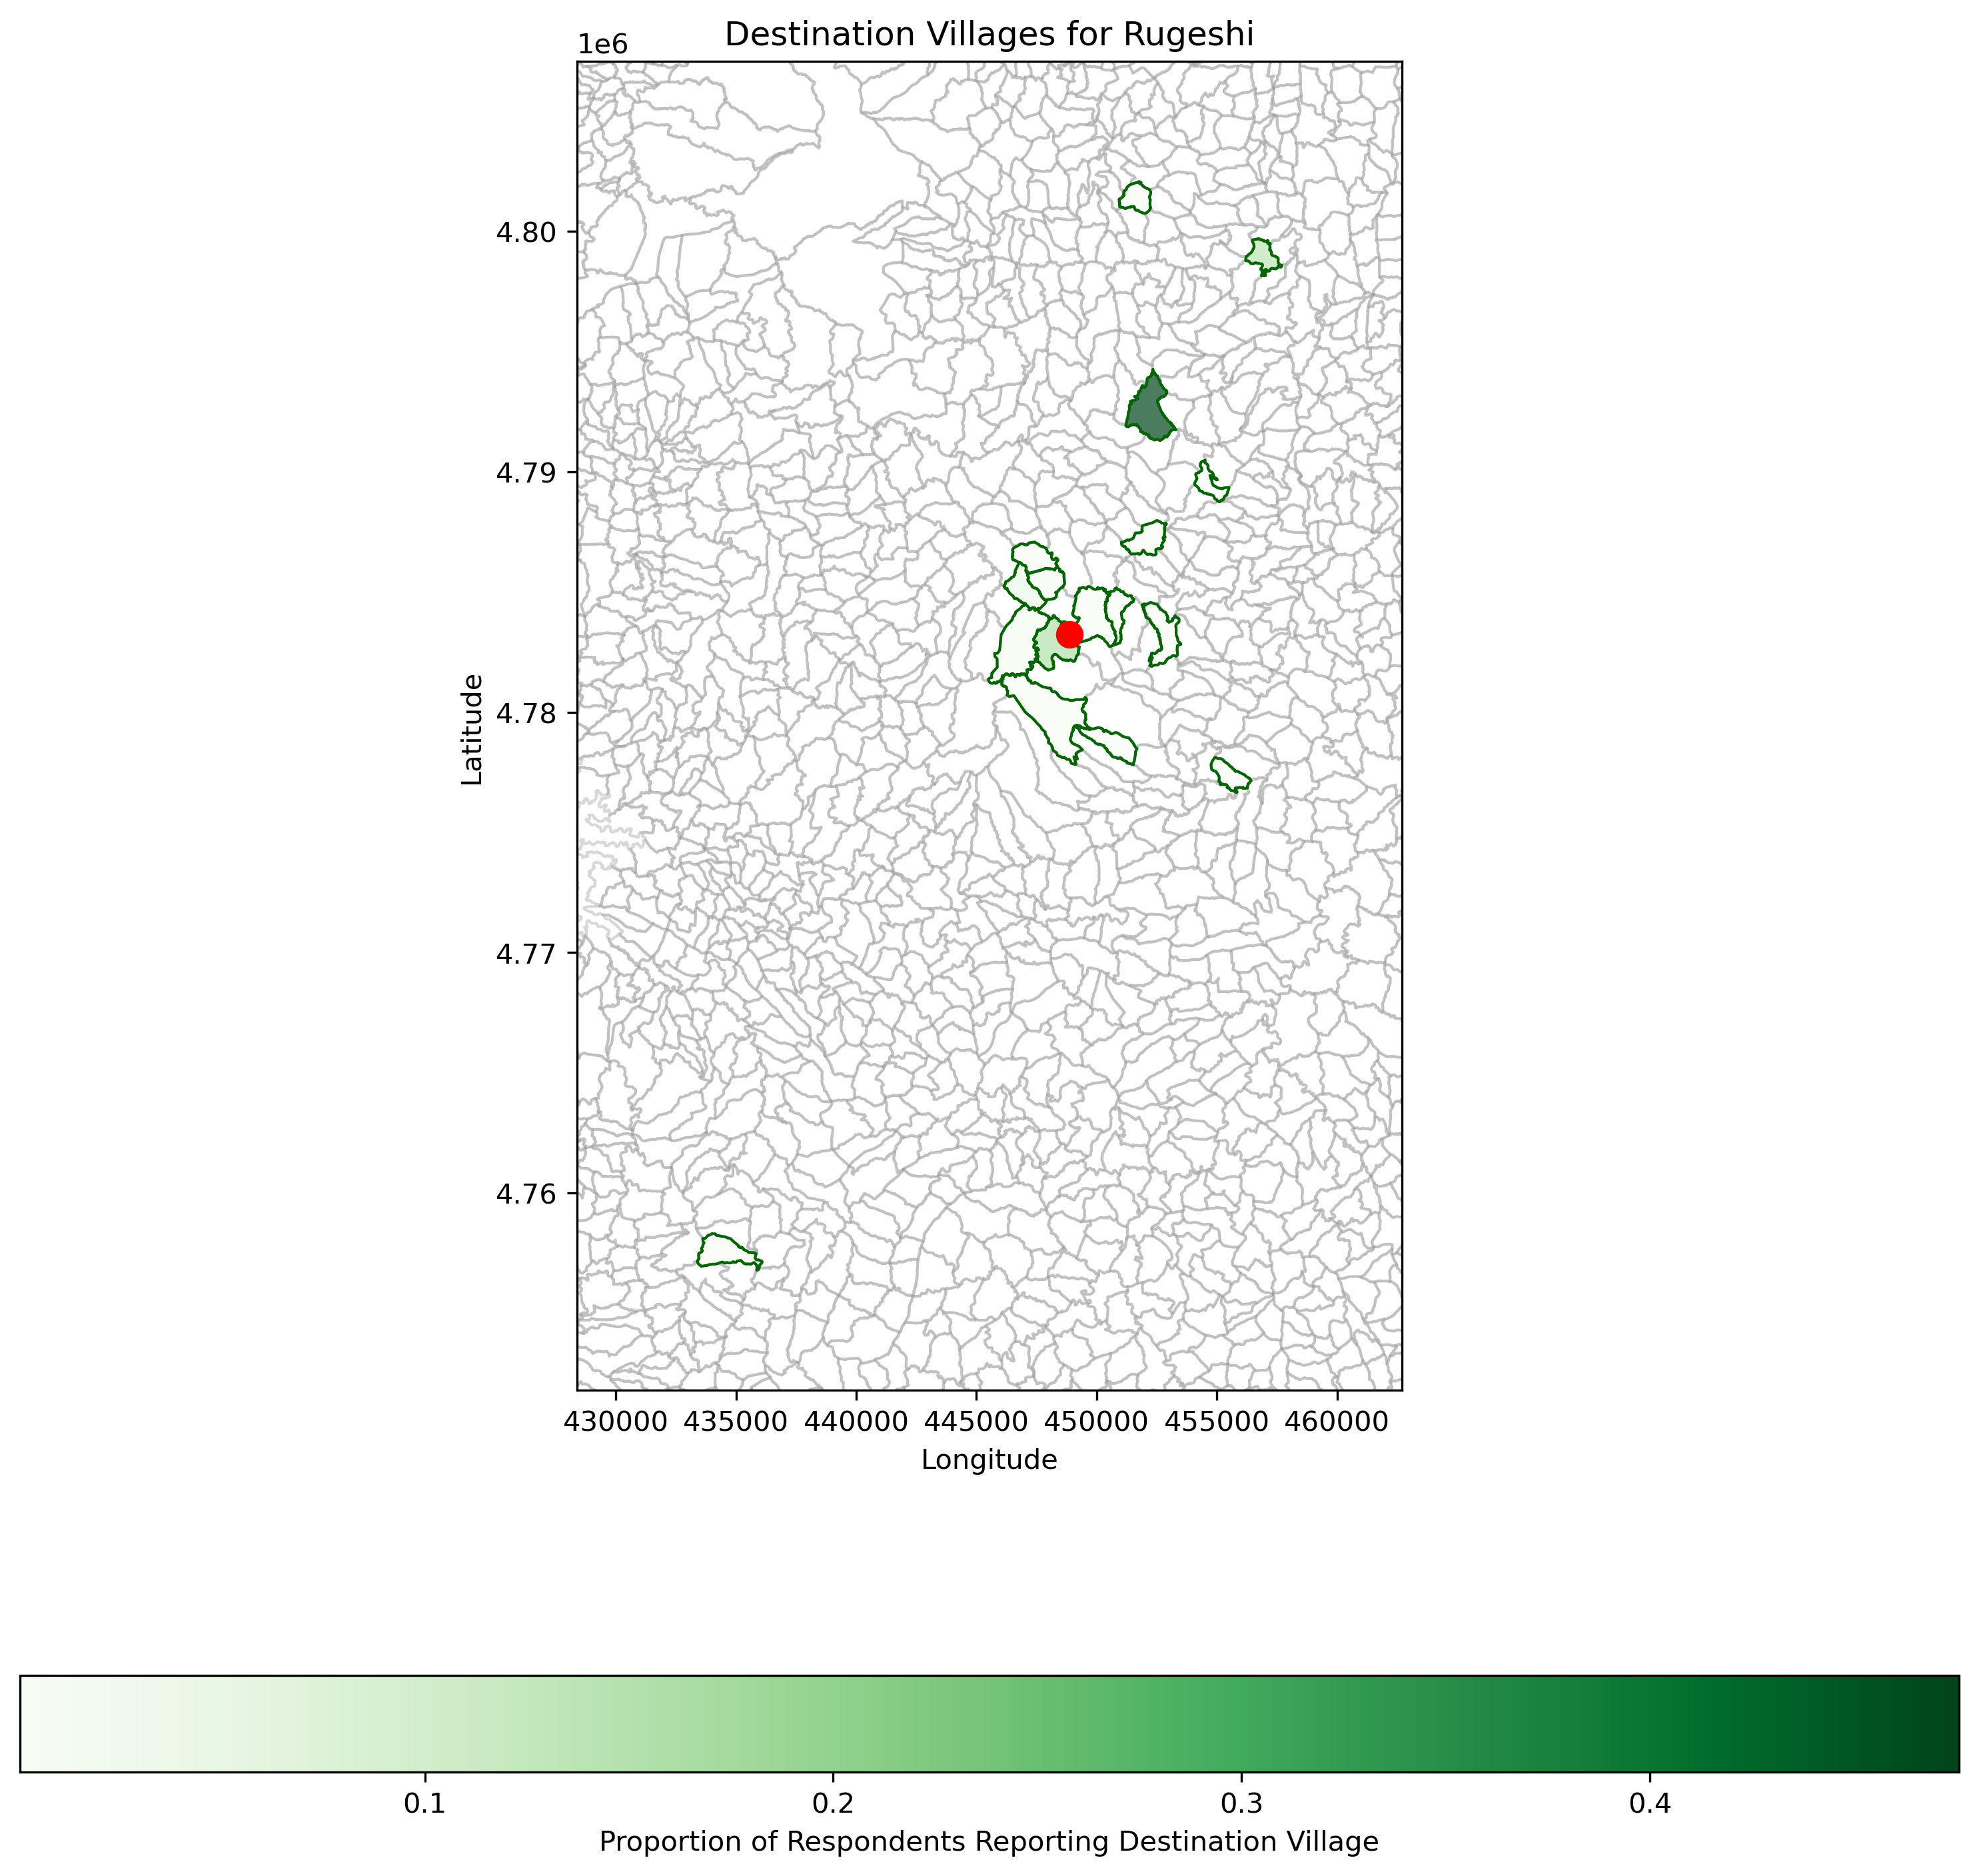 Destination Villages for Rugeshi
1e6
4.80
4.79
4.78
4.77
4.76
Latitude
430000 435000 440000 445000 450000 455000 460000
Longitude
0.1 0.2 0.3 0.4
Proportion of Respondents Reporting Destination Village